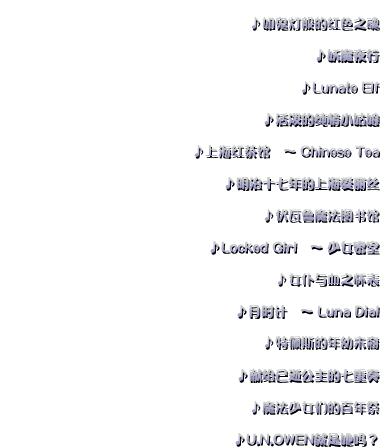 ♪如鬼灯般的红色之魂
♪妖魔夜行
♪Lunate Elf
♪活泼的纯情小姑娘
♪上海红茶馆　～ Chinese Tea
♪明治十七年的上海爱丽丝
♪伏瓦鲁魔法图书馆
♪Locked Girl　～ 少女密室
♪女仆与血之怀表
♪月时计　～ Luna Dial
♪特佩斯的年幼末裔
♪献给已逝公主的七重奏
♪魔法少女们的百年祭
♪U.N.OWEN就是她吗？